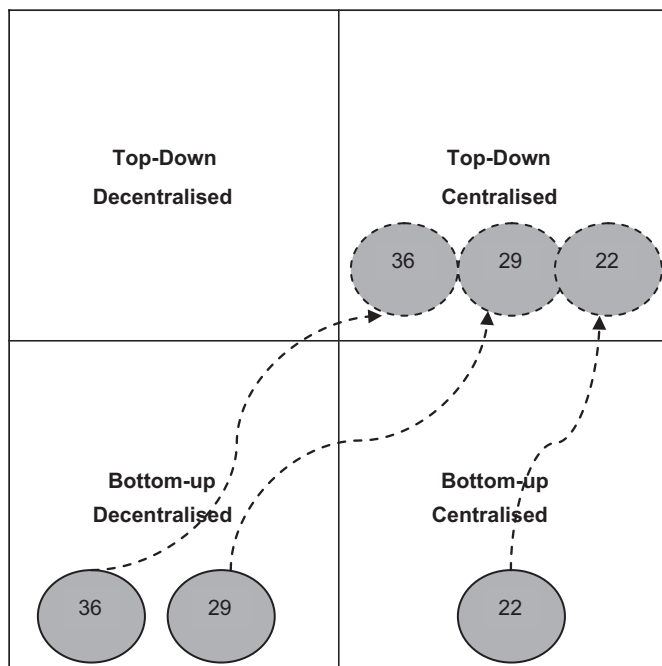 Top-Down
Decentralised
Top-Down
Centralised
36
29
22
Bottom-up
Decentralised
Bottom-up
Centralised
36
29
22